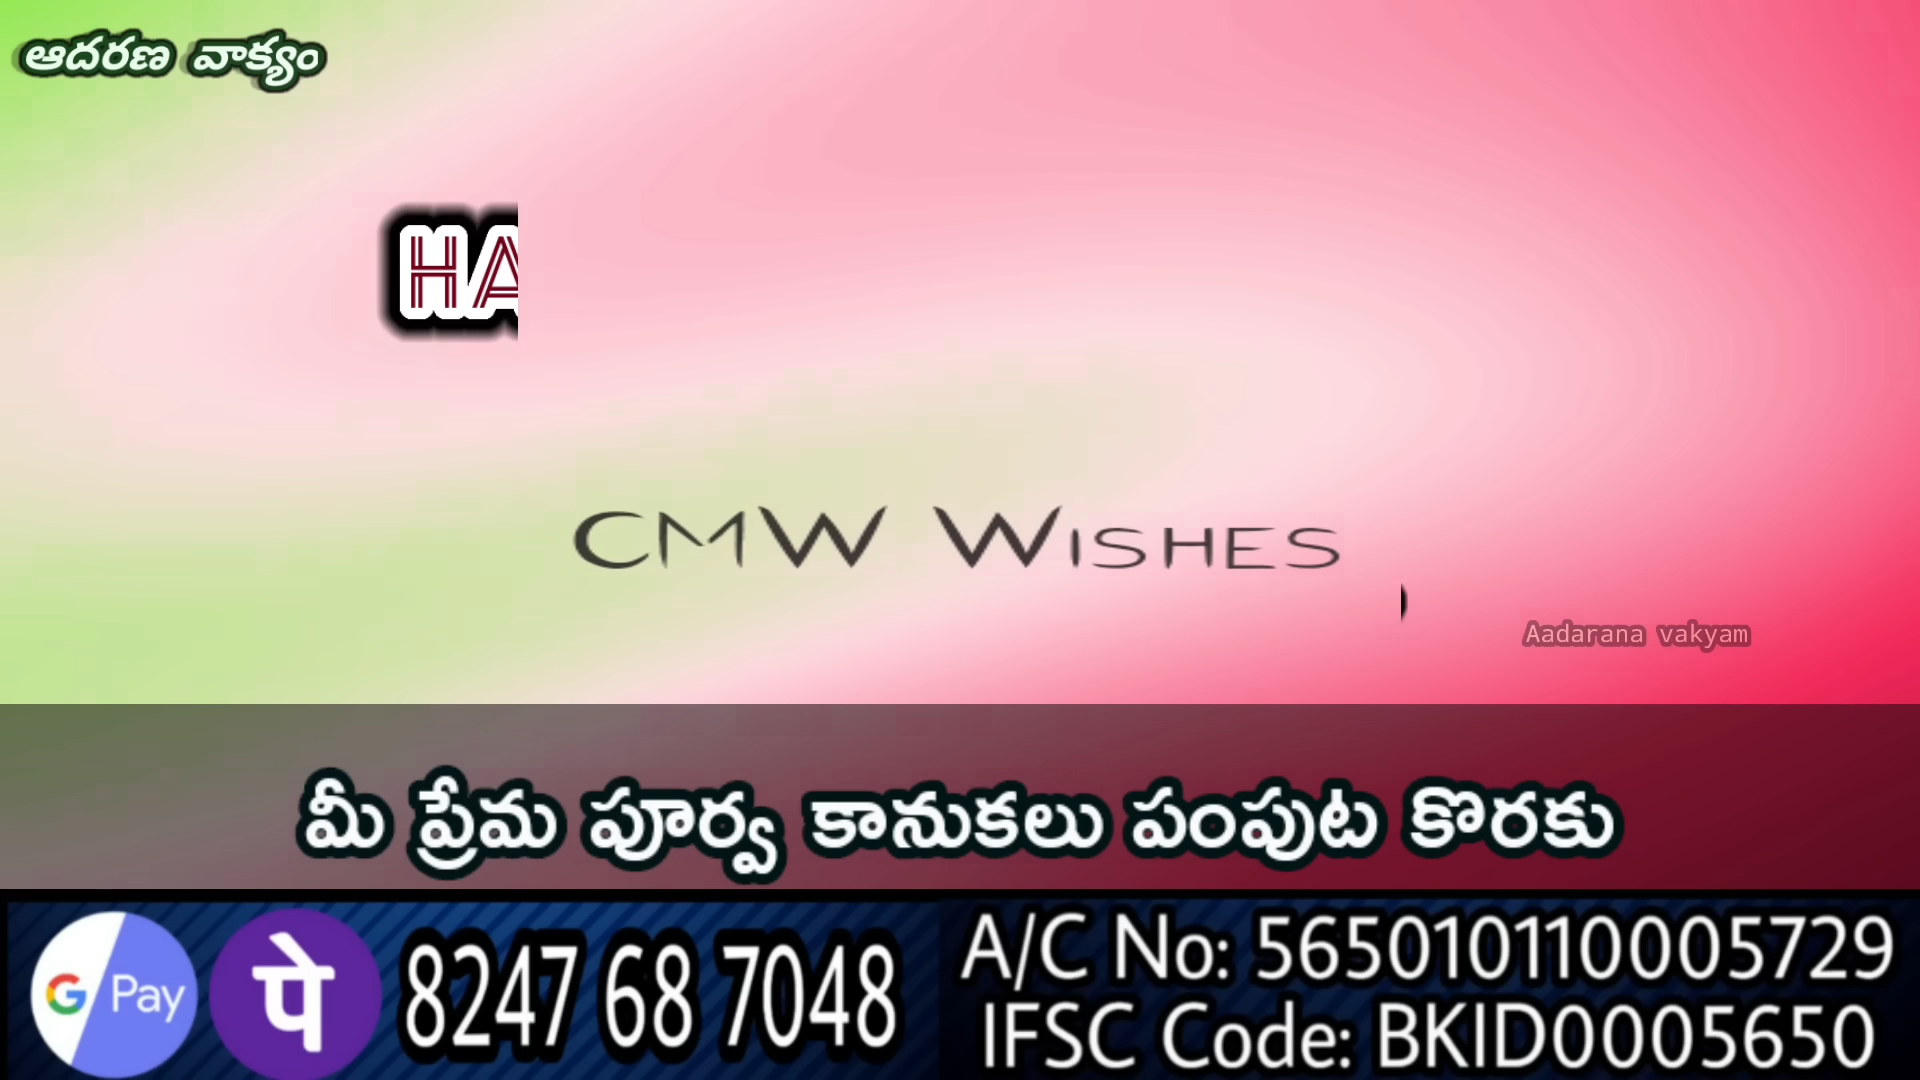 ఆదరణ వాక్యం
HA
CMW WISHES
Aadarana vakyam
మీ ప్రేమ పూర్వ కానుకలు పంపుట కొరకు
G Pay
पे
8247 68 7048
A/C No: 565010110005729
IFSC Code: BKID0005650